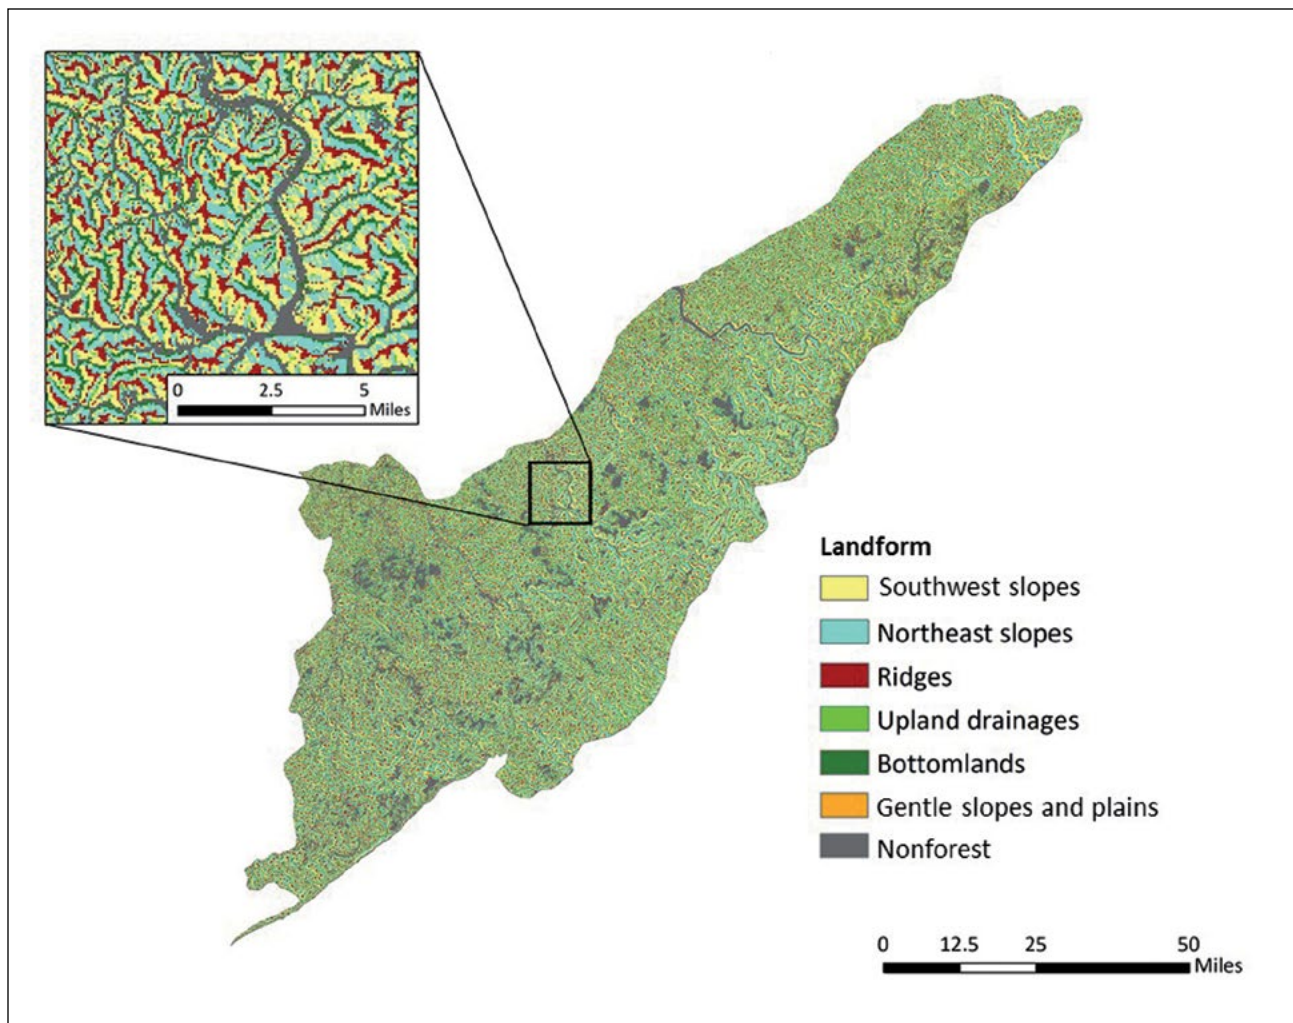 0 2.5 5
Miles
Landform
Southwest slopes
Northeast slopes
Ridges
Upland drainages
Bottomlands
Gentle slopes and plains
Nonforest
0 12.5 25 50
Miles